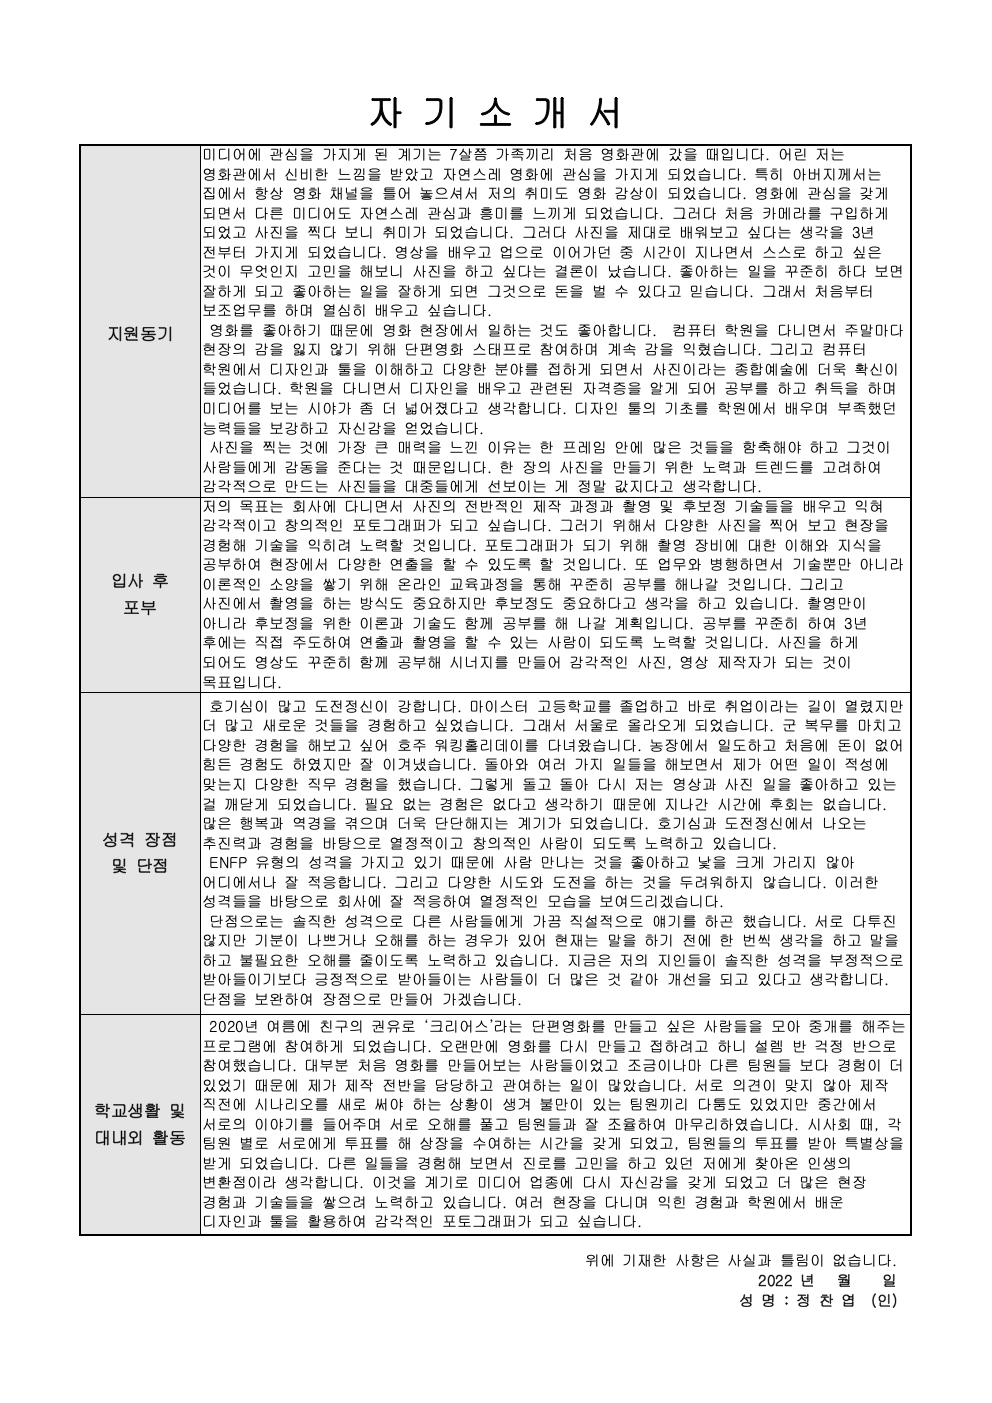 자 기 소 개 서
지원동기
미디어에 관심을 가지게 된 계기는 7살쯤 가족끼리 처음 영화관에 갔을 때입니다. 어린 저는
영화관에서 신비한 느낌을 받았고 자연스레 영화에 관심을 가지게 되었습니다. 특히 아버지께서는
집에서 항상 영화 채널을 틀어 놓으셔서 저의 취미도 영화 감상이 되었습니다. 영화에 관심을 갖게
되면서 다른 미디어도 자연스레 관심과 흥미를 느끼게 되었습니다. 그러다 처음 카메라를 구입하게
되었고 사진을 찍다 보니 취미가 되었습니다. 그러다 사진을 제대로 배워보고 싶다는 생각을 3년
전부터 가지게 되었습니다. 영상을 배우고 업으로 이어가던 중 시간이 지나면서 스스로 하고 싶은
것이 무엇인지 고민을 해보니 사진을 하고 싶다는 결론이 났습니다. 좋아하는 일을 꾸준히 하다 보면
잘하게 되고 좋아하는 일을 잘하게 되면 그것으로 돈을 벌 수 있다고 믿습니다. 그래서 처음부터
보조업무를 하며 열심히 배우고 싶습니다.
영화를 좋아하기 때문에 영화 현장에서 일하는 것도 좋아합니다. 컴퓨터 학원을 다니면서 주말마다
현장의 감을 잃지 않기 위해 단편영화 스태프로 참여하며 계속 감을 익혔습니다. 그리고 컴퓨터
학원에서 디자인과 툴을 이해하고 다양한 분야를 접하게 되면서 사진이라는 종합예술에 더욱 확신이
들었습니다. 학원을 다니면서 디자인을 배우고 관련된 자격증을 알게 되어 공부를 하고 취득을 하며
미디어를 보는 시야가 좀 더 넓어졌다고 생각합니다. 디자인 툴의 기초를 학원에서 배우며 부족했던
능력들을 보강하고 자신감을 얻었습니다.
사진을 찍는 것에 가장 큰 매력을 느낀 이유는 한 프레임 안에 많은 것들을 함축해야 하고 그것이
사람들에게 감동을 준다는 것 때문입니다. 한 장의 사진을 만들기 위한 노력과 트렌드를 고려하여
감각적으로 만드는 사진들을 대중들에게 선보이는 게 정말 값지다고 생각합니다.
입사 후
포부
저의 목표는 회사에 다니면서 사진의 전반적인 제작 과정과 촬영 및 후보정 기술들을 배우고 익혀
감각적이고 창의적인 포토그래퍼가 되고 싶습니다. 그러기 위해서 다양한 사진을 찍어 보고 현장을
경험해 기술을 익히려 노력할 것입니다. 포토그래퍼가 되기 위해 촬영 장비에 대한 이해와 지식을
공부하여 현장에서 다양한 연출을 할 수 있도록 할 것입니다. 또 업무와 병행하면서 기술뿐만 아니라
이론적인 소양을 쌓기 위해 온라인 교육과정을 통해 꾸준히 공부를 해나갈 것입니다. 그리고
사진에서 촬영을 하는 방식도 중요하지만 후보정도 중요하다고 생각을 하고 있습니다. 촬영만이
아니라 후보정을 위한 이론과 기술도 함께 공부를 해 나갈 계획입니다. 공부를 꾸준히 하여 3년
후에는 직접 주도하여 연출과 촬영을 할 수 있는 사람이 되도록 노력할 것입니다. 사진을 하게
되어도 영상도 꾸준히 함께 공부해 시너지를 만들어 감각적인 사진, 영상 제작자가 되는 것이
목표입니다.
성격 장점
및 단점
호기심이 많고 도전정신이 강합니다. 마이스터 고등학교를 졸업하고 바로 취업이라는 길이 열렸지만
더 많고 새로운 것들을 경험하고 싶었습니다. 그래서 서울로 올라오게 되었습니다. 군 복무를 마치고
다양한 경험을 해보고 싶어 호주 워킹홀리데이를 다녀왔습니다. 농장에서 일도하고 처음에 돈이 없어
힘든 경험도 하였지만 잘 이겨냈습니다. 돌아와 여러 가지 일들을 해보면서 제가 어떤 일이 적성에
맞는지 다양한 직무 경험을 했습니다. 그렇게 돌고 돌아 다시 저는 영상과 사진 일을 좋아하고 있는
걸 깨닫게 되었습니다. 필요 없는 경험은 없다고 생각하기 때문에 지나간 시간에 후회는 없습니다.
많은 행복과 역경을 겪으며 더욱 단단해지는 계기가 되었습니다. 호기심과 도전정신에서 나오는
추진력과 경험을 바탕으로 열정적이고 창의적인 사람이 되도록 노력하고 있습니다.
ENFP 유형의 성격을 가지고 있기 때문에 사람 만나는 것을 좋아하고 낯을 크게 가리지 않아
어디에서나 잘 적응합니다. 그리고 다양한 시도와 도전을 하는 것을 두려워하지 않습니다. 이러한
성격들을 바탕으로 회사에 잘 적응하여 열정적인 모습을 보여드리겠습니다.
단점으로는 솔직한 성격으로 다른 사람들에게 가끔 직설적으로 얘기를 하곤 했습니다. 서로 다투진
않지만 기분이 나쁘거나 오해를 하는 경우가 있어 현재는 말을 하기 전에 한 번씩 생각을 하고 말을
하고 불필요한 오해를 줄이도록 노력하고 있습니다. 지금은 저의 지인들이 솔직한 성격을 부정적으로
받아들이기보다 긍정적으로 받아들이는 사람들이 더 많은 것 같아 개선을 되고 있다고 생각합니다.
단점을 보완하여 장점으로 만들어 가겠습니다.
학교생활 및
대내외 활동
2020년 여름에 친구의 권유로 ‘크리어스’라는 단편영화를 만들고 싶은 사람들을 모아 중개를 해주는
프로그램에 참여하게 되었습니다. 오랜만에 영화를 다시 만들고 접하려고 하니 설렘 반 걱정 반으로
참여했습니다. 대부분 처음 영화를 만들어보는 사람들이었고 조금이나마 다른 팀원들 보다 경험이 더
있었기 때문에 제가 제작 전반을 담당하고 관여하는 일이 많았습니다. 서로 의견이 맞지 않아 제작
직전에 시나리오를 새로 써야 하는 상황이 생겨 불만이 있는 팀원끼리 다툼도 있었지만 중간에서
서로의 이야기를 들어주며 서로 오해를 풀고 팀원들과 잘 조율하여 마무리하였습니다. 시사회 때, 각
팀원 별로 서로에게 투표를 해 상장을 수여하는 시간을 갖게 되었고, 팀원들의 투표를 받아 특별상을
받게 되었습니다. 다른 일들을 경험해 보면서 진로를 고민을 하고 있던 저에게 찾아온 인생의
변환점이라 생각합니다. 이것을 계기로 미디어 업종에 다시 자신감을 갖게 되었고 더 많은 현장
경험과 기술들을 쌓으려 노력하고 있습니다. 여러 현장을 다니며 익힌 경험과 학원에서 배운
디자인과 툴을 활용하여 감각적인 포토그래퍼가 되고 싶습니다.
위에 기재한 사항은 사실과 틀림이 없습니다.
2022 년 월 일
성 명 : 정 찬 엽 (인)